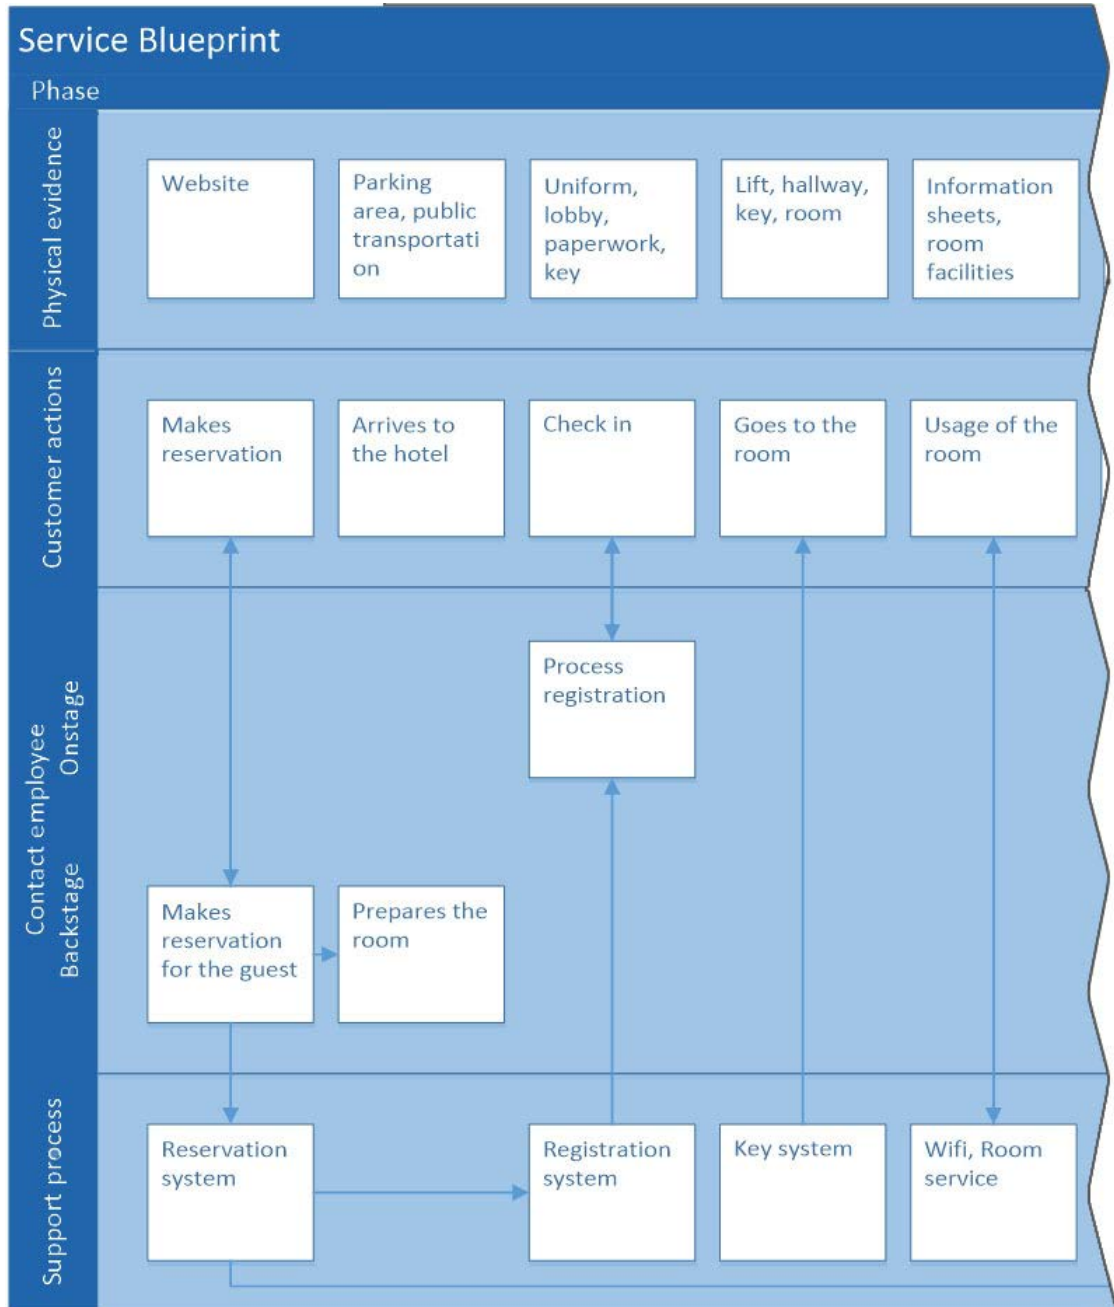 Service Blueprint
Phase
Physical evidence
Website
Parking
area, public
transportati
on
Uniform,
lobby,
paperwork,
key
Lift, hallway,
key, room
Information
sheets,
room
facilities
Customer actions
Makes
reservation
Arrives to
the hotel
Check in
Goes to the
room
Usage of the
room
Contact employee
Onstage
Process
registration
Backstage
Makes
reservation
for the guest
Prepares the
room
Support process
Reservation
system
Registration
system
Key system
Wifi, Room
service